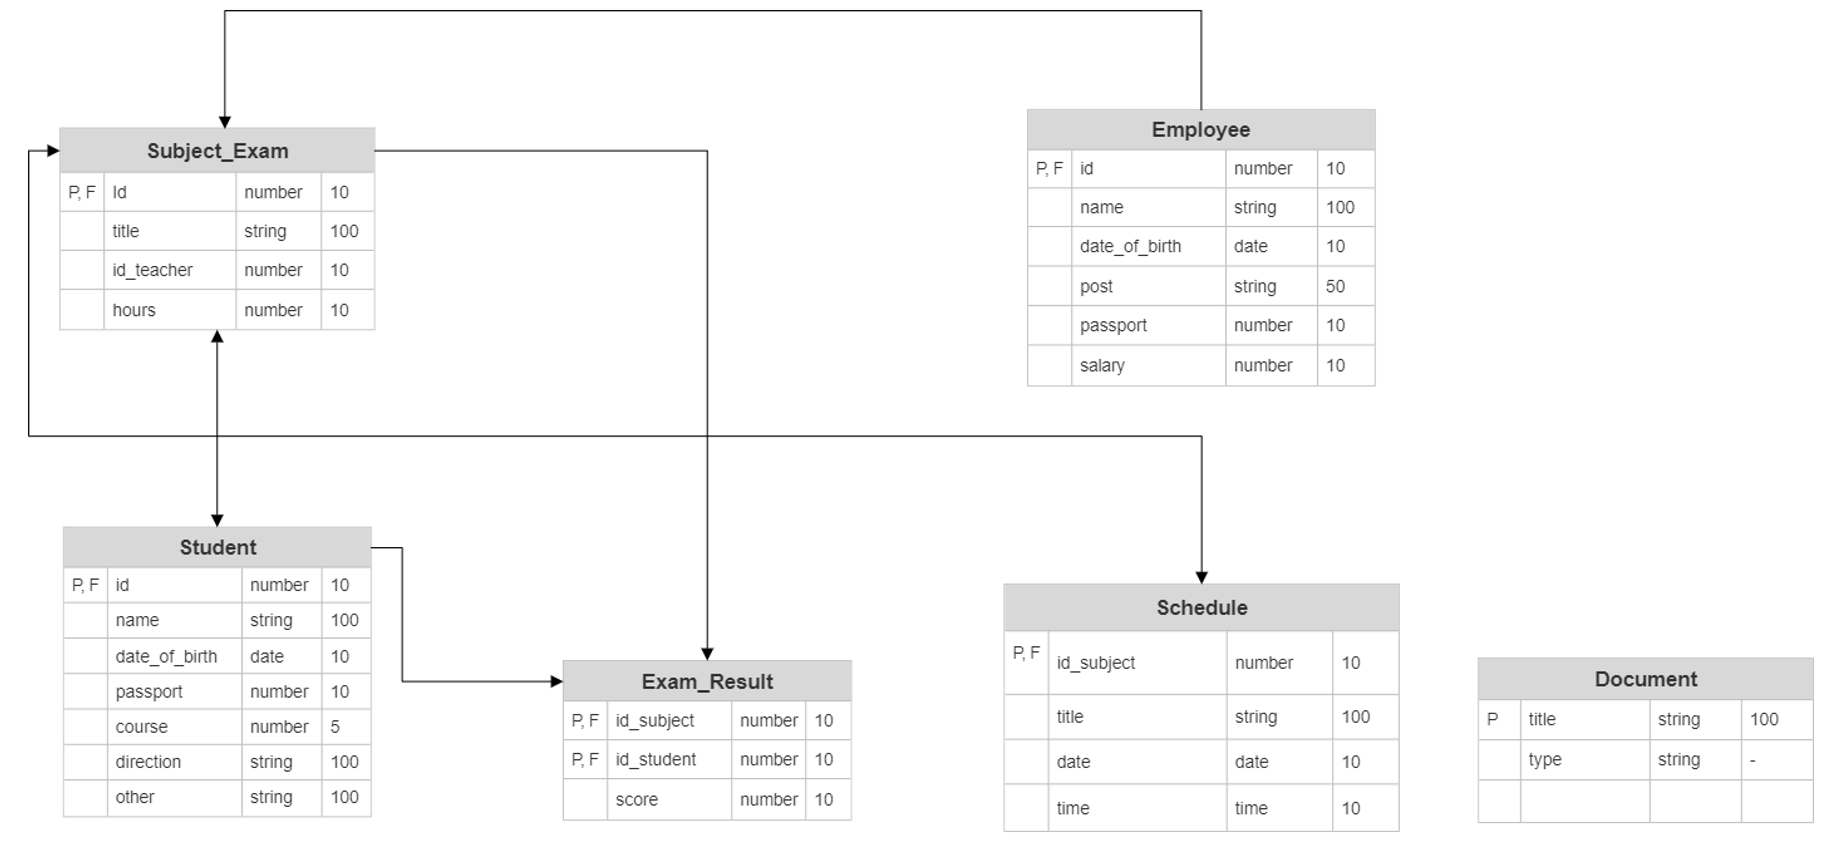 Subject_Exam
P, F Id number 10
title string 100
id_teacher number 10
hours number 10
Employee
P, F id number 10
name string 100
date_of_birth date 10
post string 50
passport number 10
salary number 10
Student
P, F id number 10
name string 100
date_of_birth date 10
passport number 10
course number 5
direction string 100
other string 100
Exam_Result
P, F id_subject number 10
P, F id_student number 10
score number 10
Schedule
P, F id_subject number 10
title string 100
date date 10
time time 10
Document
P title string 100
type string -